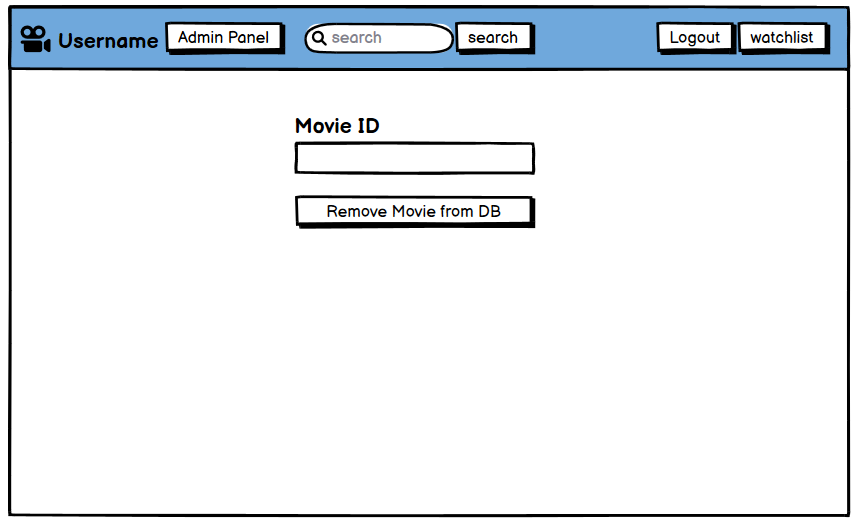 Username Admin Panel search search Logout watchlist
Movie ID
Remove Movie from DB